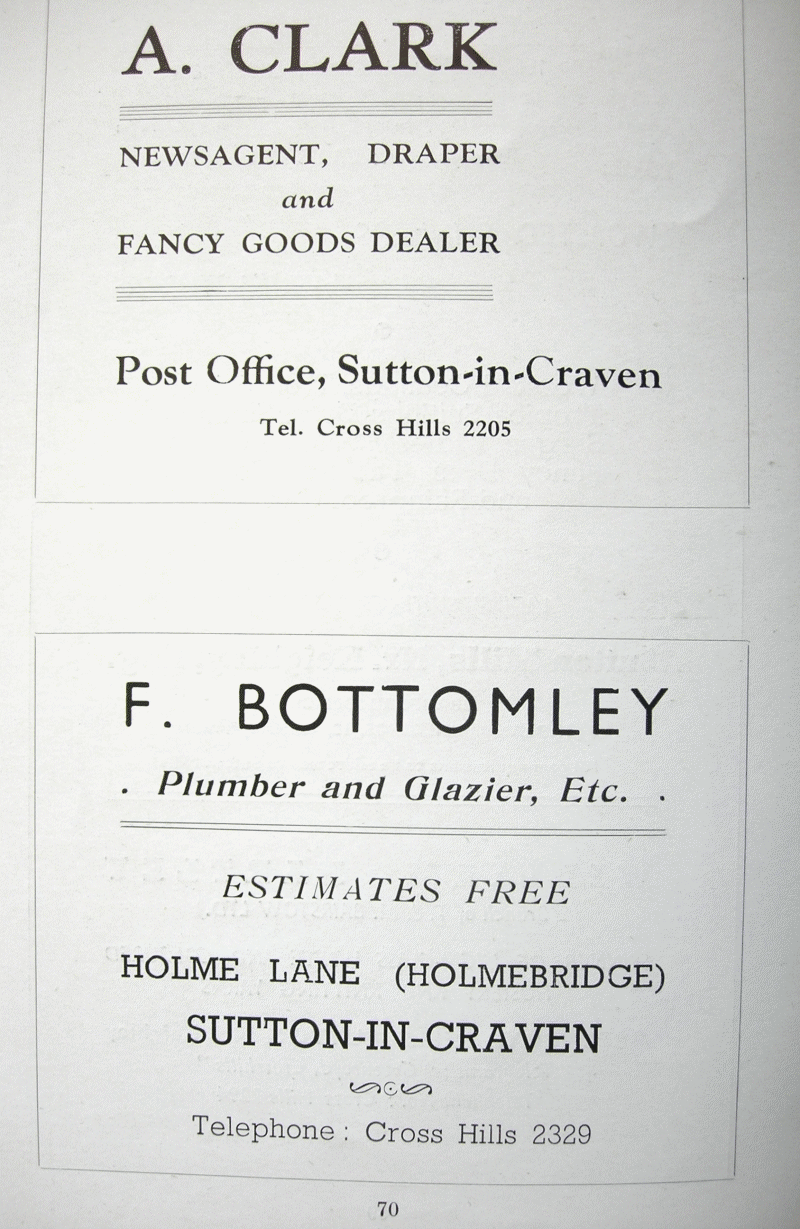 A. CLARK
NEWSAGENT, DRAPER
and
FANCY GOODS DEALER
Post Office, Sutton-in-Craven
Tel. Cross Hills 2205
F. BOTTOMLEY
. Plumber and Glazier, Etc. .
ESTIMATES FREE
HOLME LANE (HOLMEBRIDGE)
SUTTON-IN-CRAVEN
Telephone : Cross Hills 2329
70